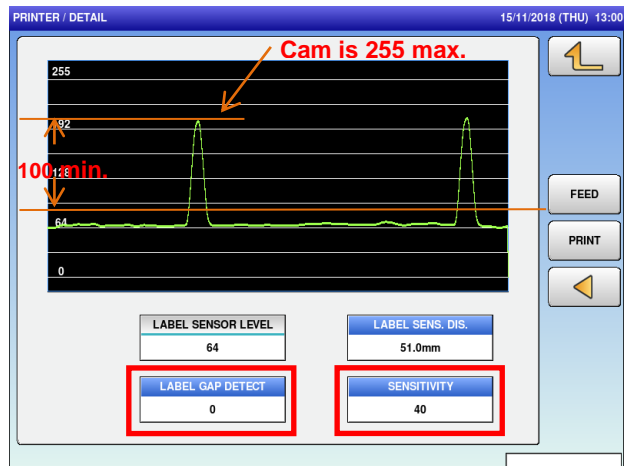 PRINTER / DETAIL 15/11/2018 (THU) 13:00
Cam is 255 max.
255
92
100 min.
128
FEED
64
PRINT
0
LABEL SENSOR LEVEL LABEL SENS. DIS.
64 51.0mm
LABEL GAP DETECT SENSITIVITY
0 40